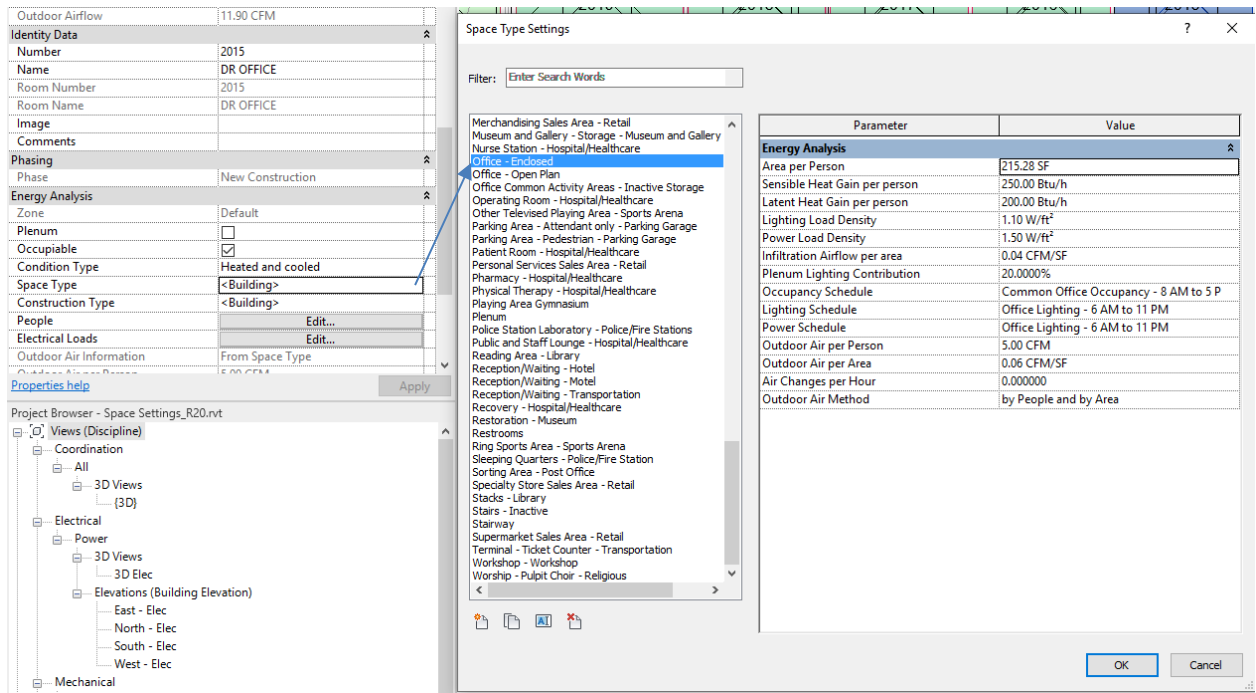 Outdoor Airflow 11.90 CFM
Identity Data
Number 2015
Name DR OFFICE
Room Number 2015
Room Name DR OFFICE
Image
Comments
Phasing
Phase New Construction
Energy Analysis
Zone Default
Plenum
Occupiable
Condition Type Heated and cooled
Space Type <Building>
Construction Type <Building>
People Edit...
Electrical Loads Edit...
Outdoor Air Information From Space Type
Properties help Apply
Project Browser - Space Settings_R20.rvt
Views (Discipline)
Coordination
All
3D Views
{3D}
Electrical
Power
3D Views
3D Elec
Elevations (Building Elevation)
East - Elec
North - Elec
South - Elec
West - Elec
Mechanical
Space Type Settings ? X
Filter: Enter Search Words
Merchandising Sales Area - Retail
Museum and Gallery - Storage - Museum and Gallery
Nurse Station - Hospital/Healthcare
Office - Enclosed
Office - Open Plan
Office Common Activity Areas - Inactive Storage
Operating Room - Hospital/Healthcare
Other Televised Playing Area - Sports Arena
Parking Area - Attendant only - Parking Garage
Parking Area - Pedestrian - Parking Garage
Patient Room - Hospital/Healthcare
Personal Services Sales Area - Retail
Pharmacy - Hospital/Healthcare
Physical Therapy - Hospital/Healthcare
Playing Area Gymnasium
Plenum
Police Station Laboratory - Police/Fire Stations
Public and Staff Lounge - Hospital/Healthcare
Reading Area - Library
Reception/Waiting - Hotel
Reception/Waiting - Motel
Reception/Waiting - Transportation
Recovery - Hospital/Healthcare
Restoration - Museum
Restrooms
Ring Sports Area - Sports Arena
Sleeping Quarters - Police/Fire Station
Sorting Area - Post Office
Specialty Store Sales Area - Retail
Stacks - Library
Stairs - Inactive
Stairway
Supermarket Sales Area - Retail
Terminal - Ticket Counter - Transportation
Workshop - Workshop
Worship - Pulpit Choir - Religious
Parameter Value
Energy Analysis
Area per Person 215.28 SF
Sensible Heat Gain per person 250.00 Btu/h
Latent Heat Gain per person 200.00 Btu/h
Lighting Load Density 1.10 W/ft²
Power Load Density 1.50 W/ft²
Infiltration Airflow per area 0.04 CFM/SF
Plenum Lighting Contribution 20.0000%
Occupancy Schedule Common Office Occupancy - 8 AM to 5 P
Lighting Schedule Office Lighting - 6 AM to 11 PM
Power Schedule Office Lighting - 6 AM to 11 PM
Outdoor Air per Person 5.00 CFM
Outdoor Air per Area 0.06 CFM/SF
Air Changes per Hour 0.000000
Outdoor Air Method by People and by Area
AI
OK Cancel